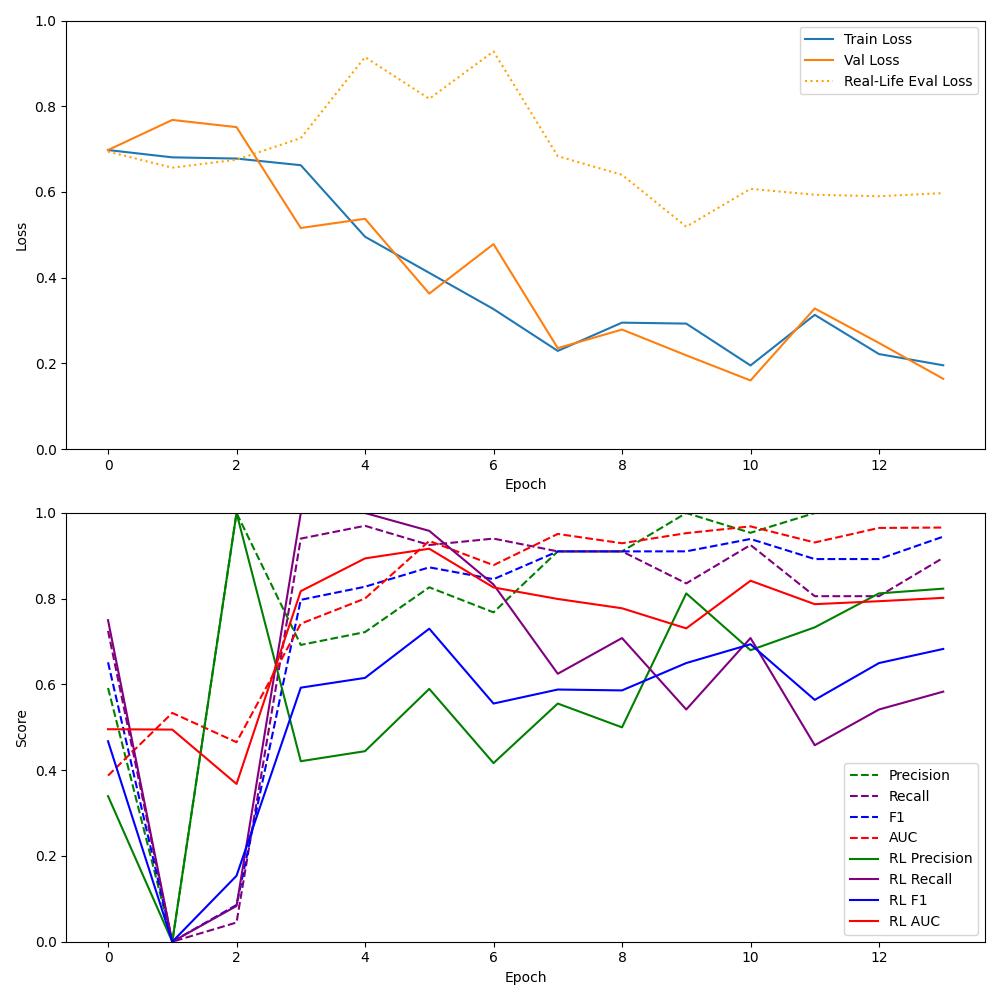 1.0
0.8
0.6
0.4
0.2
0.0
Loss
Train Loss
Val Loss
Real-Life Eval Loss
0 2 4 6 8 10 12
Epoch
1.0
0.8
0.6
0.4
0.2
0.0
Score
Precision
Recall
F1
AUC
RL Precision
RL Recall
RL F1
RL AUC
0 2 4 6 8 10 12
Epoch